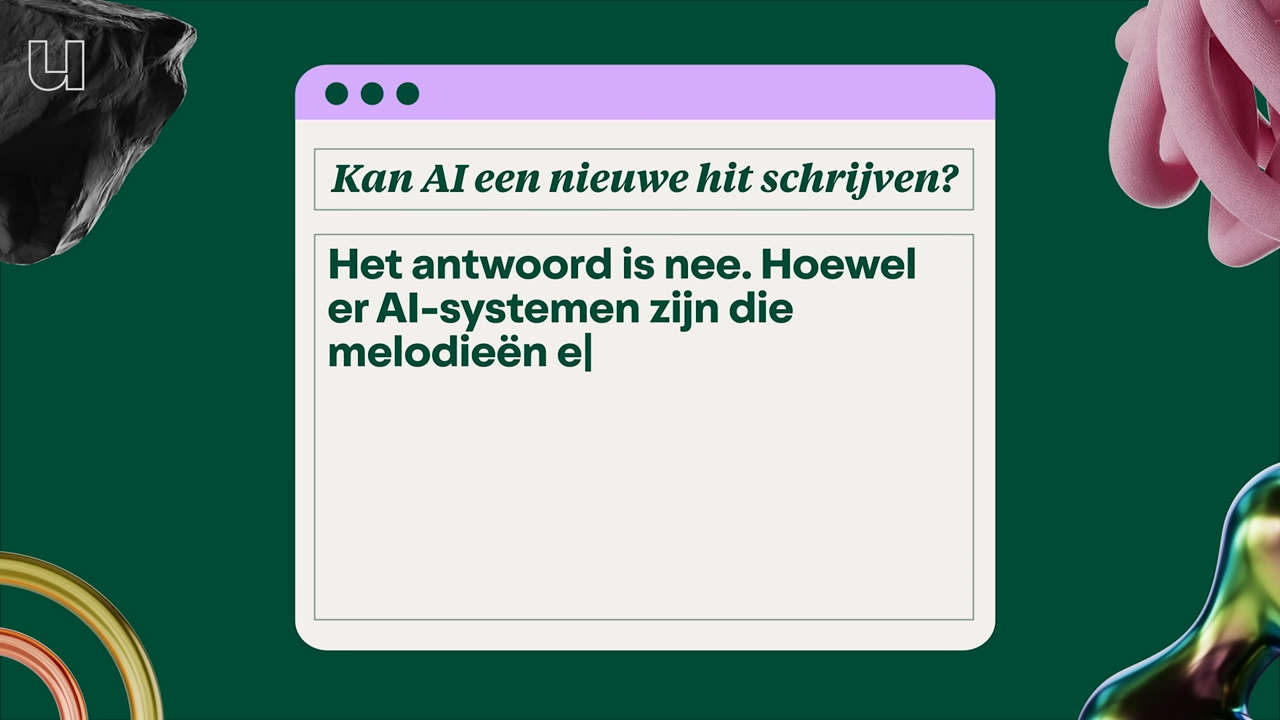 u
Kan AI een nieuwe hit schrijven?
Het antwoord is nee. Hoewel
er AI-systemen zijn die
melodieën e|